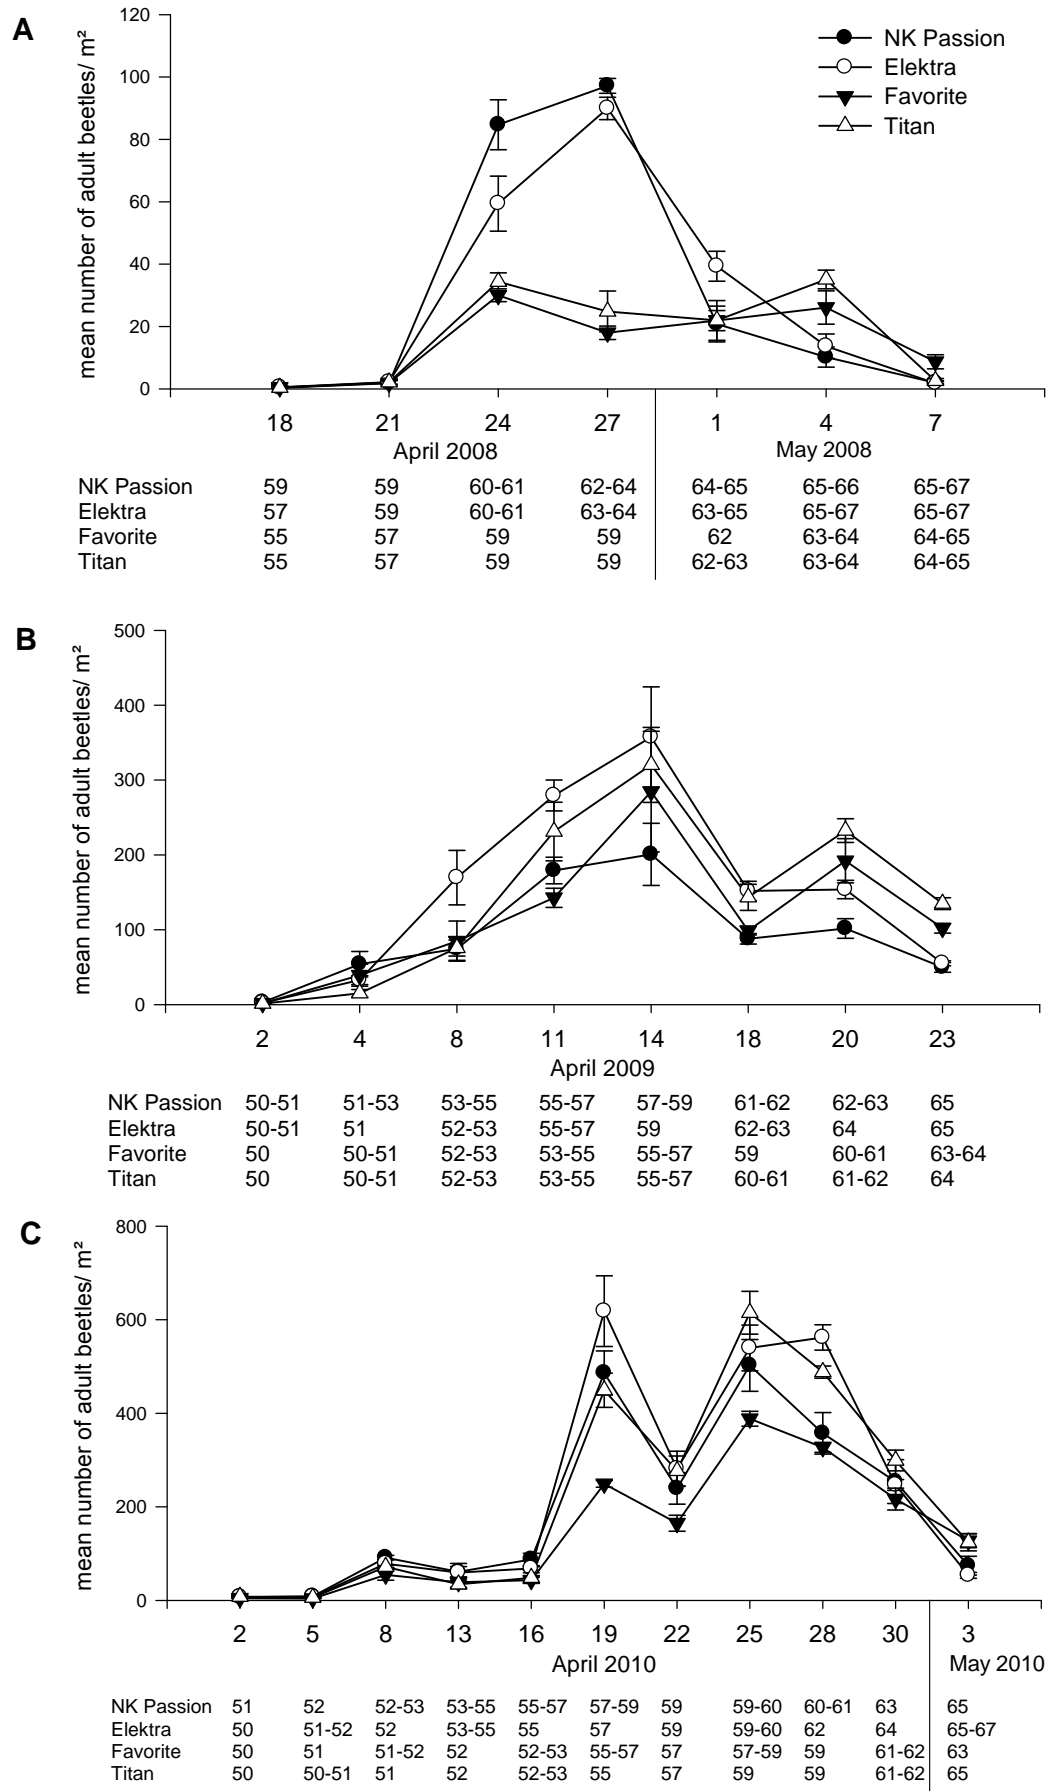 A
mean number of adult beetles/ m²
120
100
80
60
40
20
0
NK Passion
Elektra
Favorite
Titan
18 21 24 27 1 4 7
April 2008 May 2008
NK Passion 59 59 60-61 62-64 64-65 65-66 65-67
Elektra 57 59 60-61 63-64 63-65 65-67 65-67
Favorite 55 57 59 59 62 63-64 64-65
Titan 55 57 59 59 62-63 63-64 64-65
B
mean number of adult beetles/ m²
500
400
300
200
100
0
2 4 8 11 14 18 20 23
April 2009
NK Passion 50-51 51-53 53-55 55-57 57-59 61-62 62-63 65
Elektra 50-51 51 52-53 55-57 59 62-63 64 65
Favorite 50 50-51 52-53 53-55 55-57 59 60-61 63-64
Titan 50 50-51 52-53 53-55 55-57 60-61 61-62 64
C
mean number of adult beetles/ m²
800
600
400
200
0
2 5 8 13 16 19 22 25 28 30 3
April 2010 May 2010
NK Passion 51 52 52-53 53-55 55-57 57-59 59 59-60 60-61 63 65
Elektra 50 51-52 52 53-55 55 57 59 59-60 62 64 65-67
Favorite 50 51 51-52 52 52-53 55-57 57 57-59 59 61-62 63
Titan 50 50-51 51 52 52-53 55 57 59 59 61-62 65